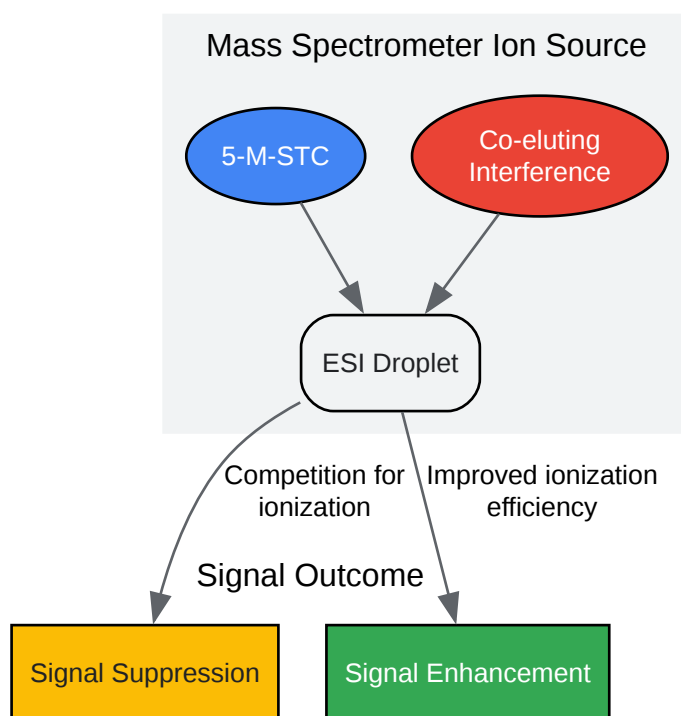 Mass Spectrometer Ion Source
5-M-STC
Co-eluting
Interference
ESI Droplet
Competition for
ionization
Improved ionization
efficiency
Signal Outcome
Signal Suppression
Signal Enhancement